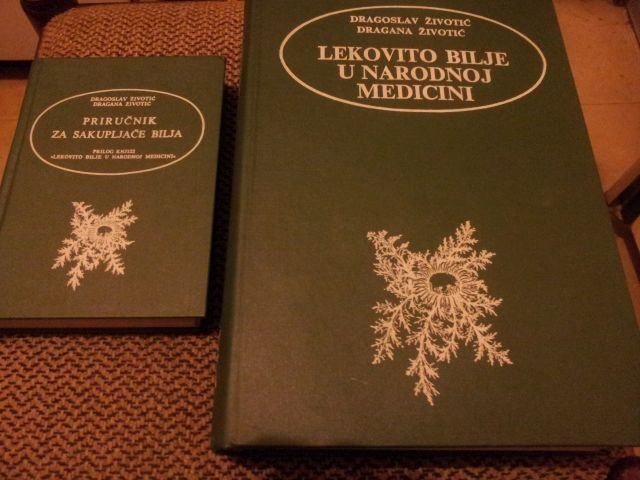 DRAGOSLAV ŽIVOTIĆ
DRAGANA ŽIVOTIĆ
PRIRUČNIK
ZA SAKUPLJAČE BILJA
PRILOG KNJIZI
»LEKOVITO BILJE U NARODNOJ MEDICINI«
DRAGOSLAV ŽIVOTIĆ
DRAGANA ŽIVOTIĆ
LEKOVITO BILJE
U NARODNOJ
MEDICINI